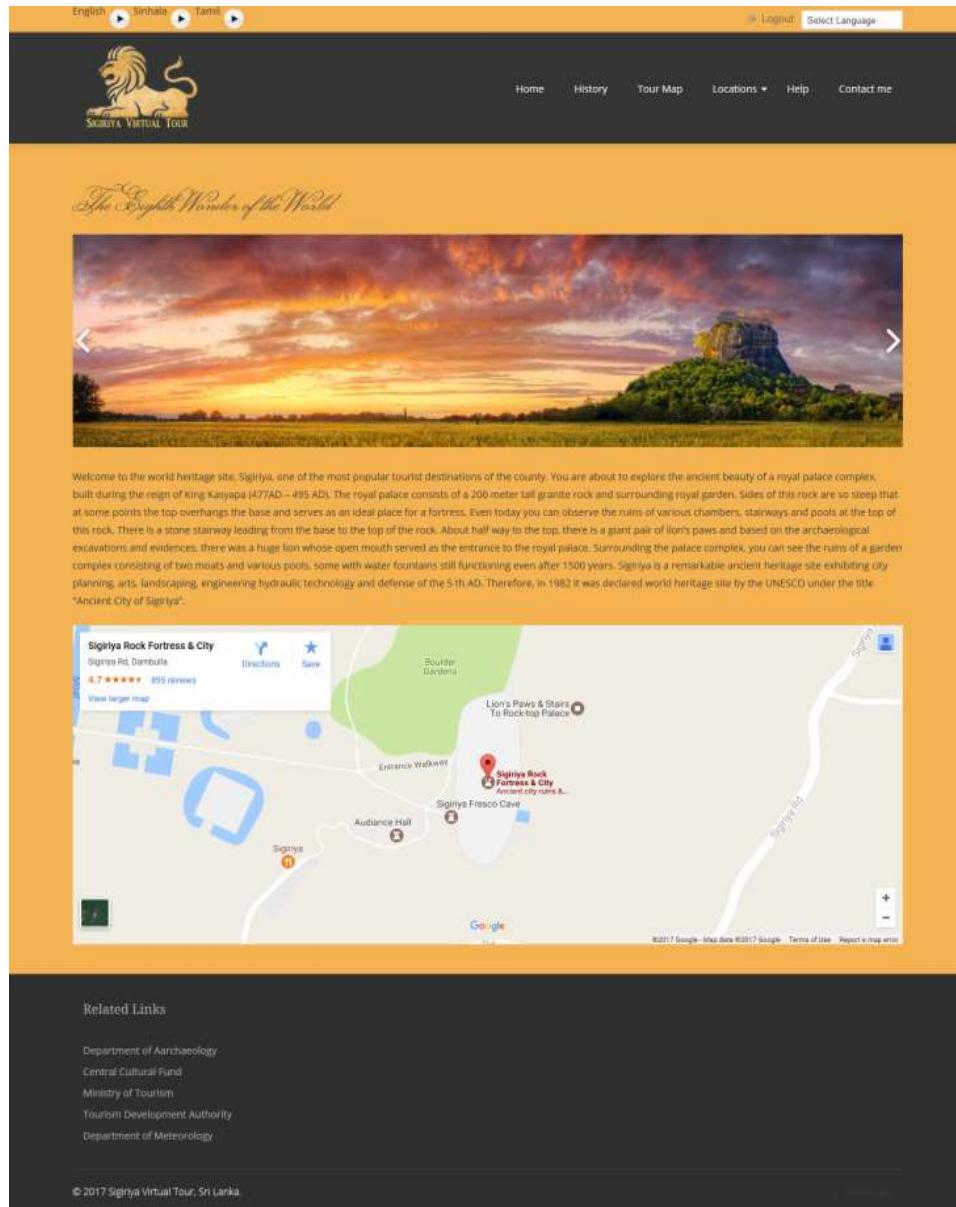 English Sinhala Tamil
Logout Select Language
SIGIRIYA VIRTUAL TOUR
Home History Tour Map Locations Help Contact me
The Eighth Wonder of the World
Welcome to the world heritage site, Sigiriya, one of the most popular tourist destinations of the county. You are about to explore the ancient beauty of a royal palace complex,
built during the reign of King Kasyapa (477AD – 495 AD). The royal palace consists of a 200 meter tall granite rock and surrounding royal garden. Sides of this rock are so steep that
at some points the top overhangs the base and serves as an ideal place for a fortress. Even today you can observe the ruins of various chambers, stairways and pools at the top of
this rock. There is a stone stairway leading from the base to the top of the rock. About half way to the top, there is a giant pair of lion's paws and based on the archaeological
excavations and evidences, there was a huge lion whose open mouth served as the entrance to the royal palace. Surrounding the palace complex, you can see the ruins of a garden
complex consisting of two moats and various pools, some with water fountains still functioning even after 1500 years. Sigiriya is a remarkable ancient heritage site exhibiting city
planning, arts, landscaping, engineering hydraulic technology and defense of the 5 th AD. Therefore, in 1982 it was declared world heritage site by the UNESCO under the title
"Ancient City of Sigiriya".
Sigiriya Rock Fortress & City
Sigiriya Rd, Dambulla
4.7 895 reviews
View larger map
Directions
Save
Boulder
Gardens
Sigiriya Rd
Lion's Paws & Stairs
To Rock-top Palace
Entrance Walkway
Sigiriya Rock
Fortress & City
Ancient city ruins &..
Sigiriya Fresco Cave
Audiance Hall
Sigiriya
Sigiriya Rd
Google
©2017 Google - Map data ©2017 Google Terms of Use Report a map error
Related Links
Department of Aarchaeology
Central Cultural Fund
Ministry of Tourism
Tourism Development Authority
Department of Meteorology
© 2017 Sigiriya Virtual Tour, Sri Lanka.